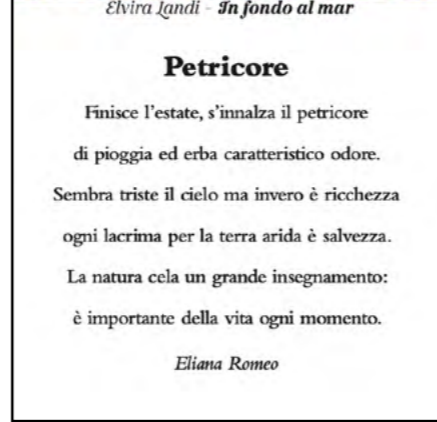 Elvira Landi - In fondo al mar
Petricore
Finisce l'estate, s'innalza il petricore
di pioggia ed erba caratteristico odore.
Sembra triste il cielo ma invero è ricchezza
ogni lacrima per la terra arida è salvezza.
La natura cela un grande insegnamento:
è importante della vita ogni momento.
Eliana Romeo